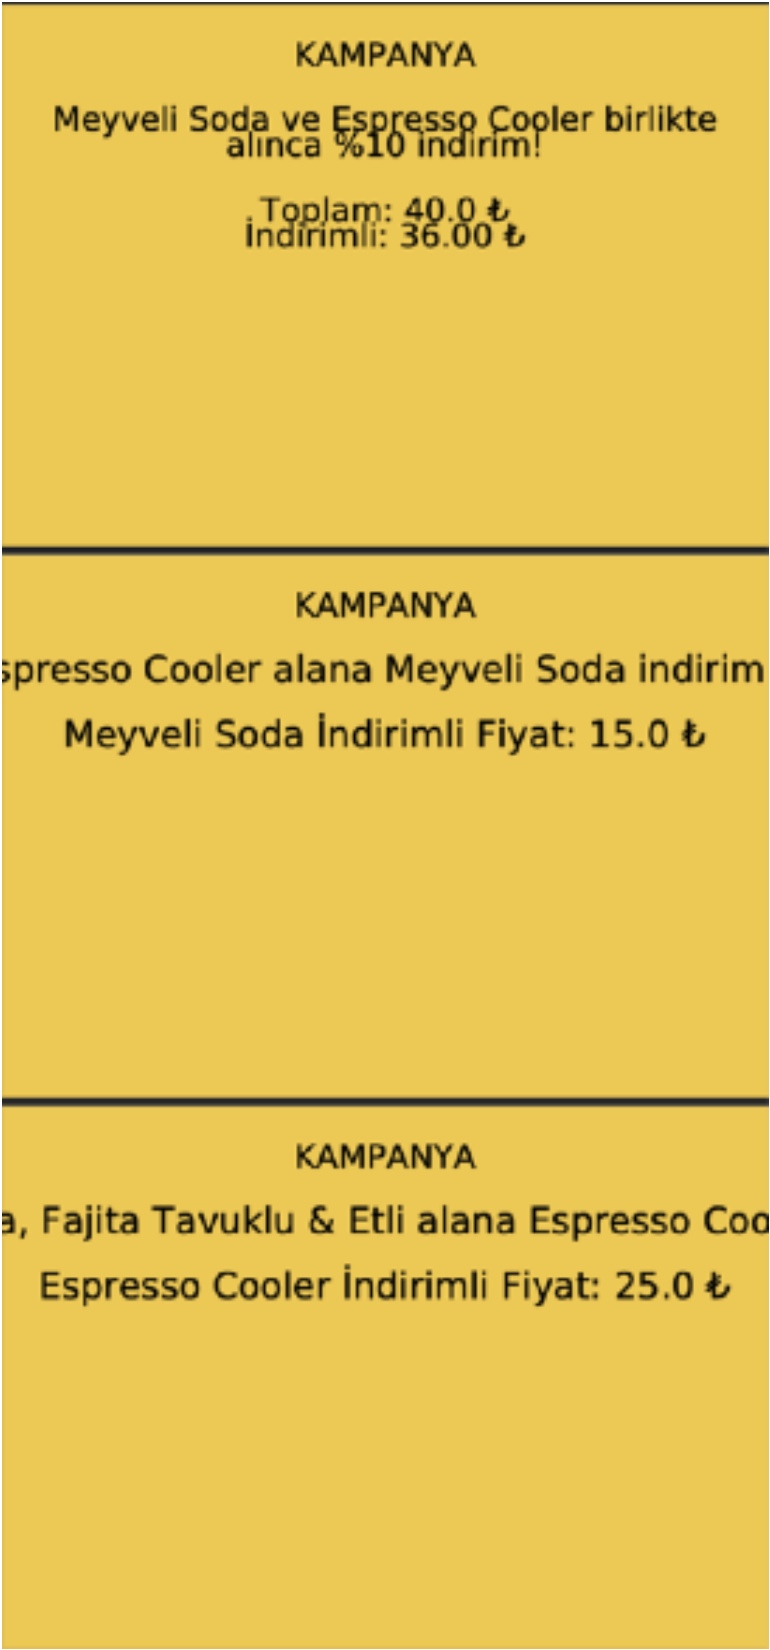 KAMPANYA
Meyveli Soda ve Espresso Cooler birlikte
alınca %10 indirim!
Toplam: 40.0 ₺
İndirimli: 36.00 ₺
KAMPANYA
spresso Cooler alana Meyveli Soda indirim
Meyveli Soda İndirimli Fiyat: 15.0 ₺
KAMPANYA
a, Fajita Tavuklu & Etli alana Espresso Coo
Espresso Cooler İndirimli Fiyat: 25.0 ₺